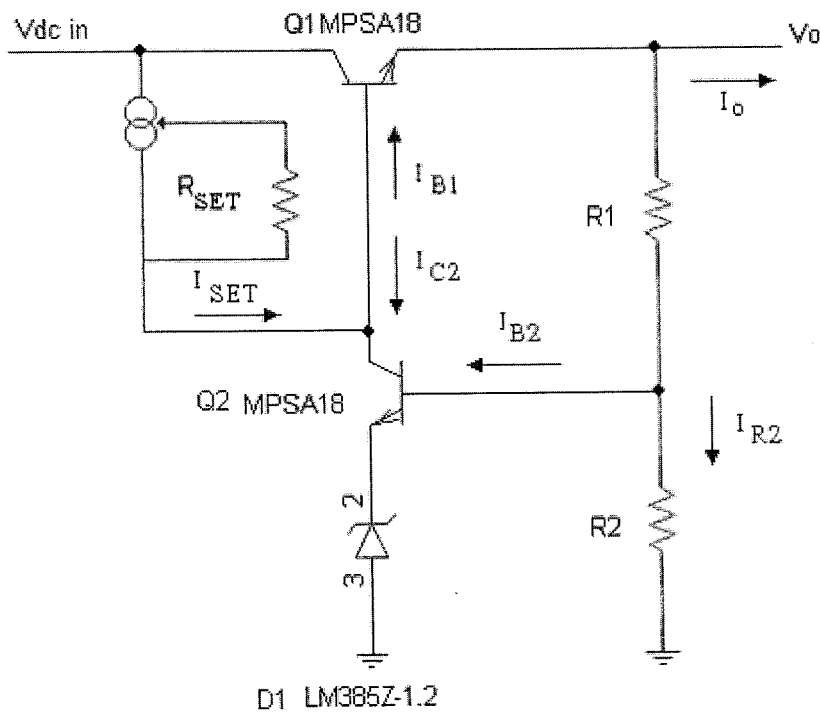 Vdc in
Q1 MPSA18
Vo
Io
RSET
IB1
R1
IC2
ISET
IB2
Q2 MPSA18
IR2
2
R2
3
D1 LM385Z-1.2